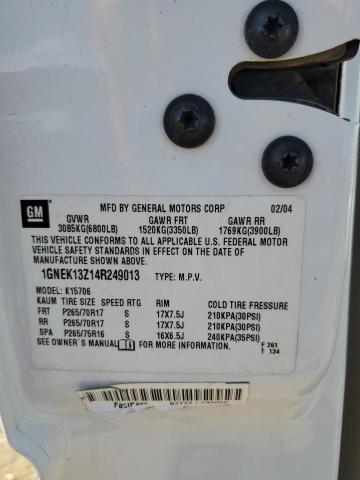 GM
MFD BY GENERAL MOTORS CORP 02/04
GVWR GAWR FRT GAWR RR
3085KG(6800LB) 1520KG(3350LB) 1769KG(3900LB)
THIS VEHICLE CONFORMS TO ALL APPLICABLE U.S. FEDERAL MOTOR
VEHICLE SAFETY STANDARDS IN EFFECT ON THE DATE OF
MANUFACTURE SHOWN ABOVE.
1GNEK13Z14R249013 TYPE: M.P.V.
MODEL: K15706
KAUM TIRE SIZE SPEED RTG RIM COLD TIRE PRESSURE
FRT P265/70R17 S 17X7.5J 210KPA(30PSI)
RR P265/70R17 S 17X7.5J 210KPA(30PSI)
SPA P265/75R16 S 16X6.5J 240KPA(35PSI)
SEE OWNER'S MANUAL FOR ADDITIONAL INFORMATION. F 261
T 134